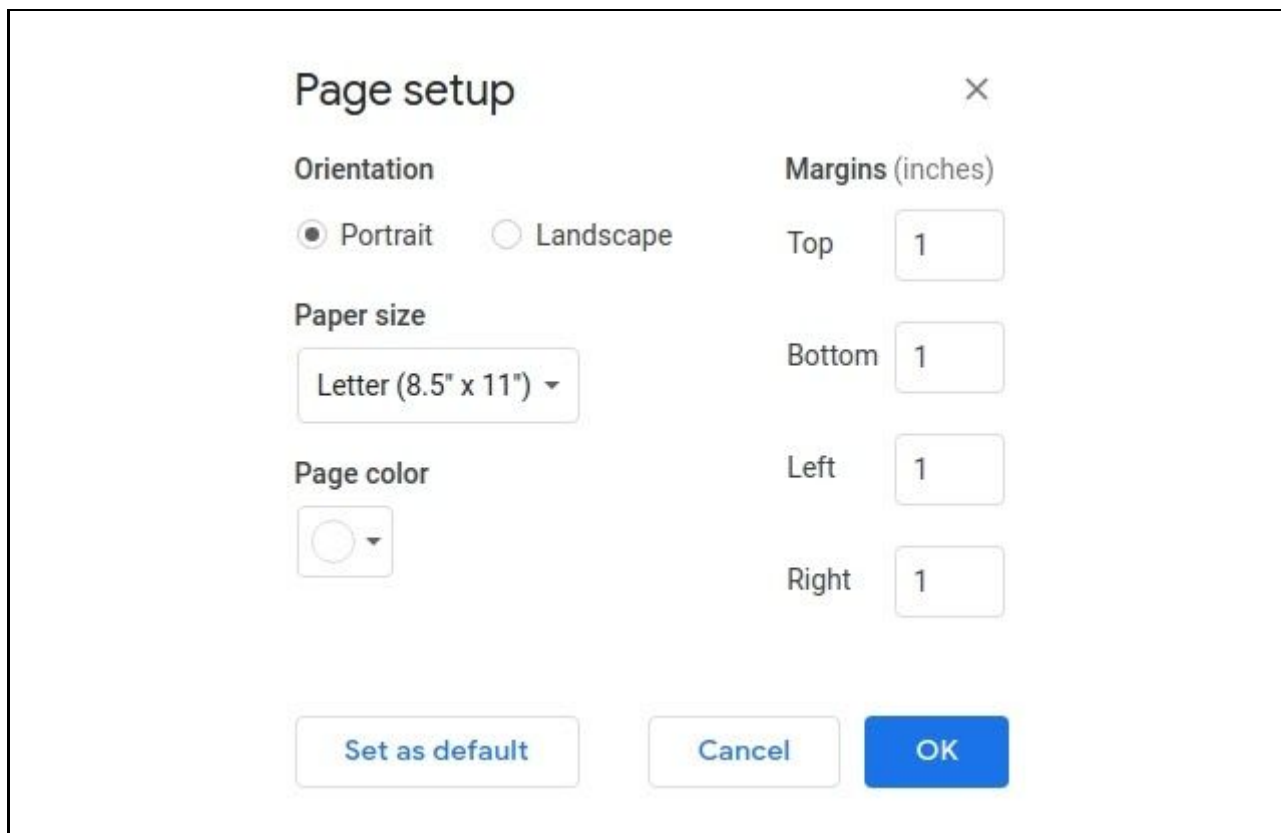 Page setup
Orientation
Portrait Landscape
Paper size
Letter (8.5" x 11")
Page color
Margins (inches)
Top 1
Bottom 1
Left 1
Right 1
Set as default Cancel OK